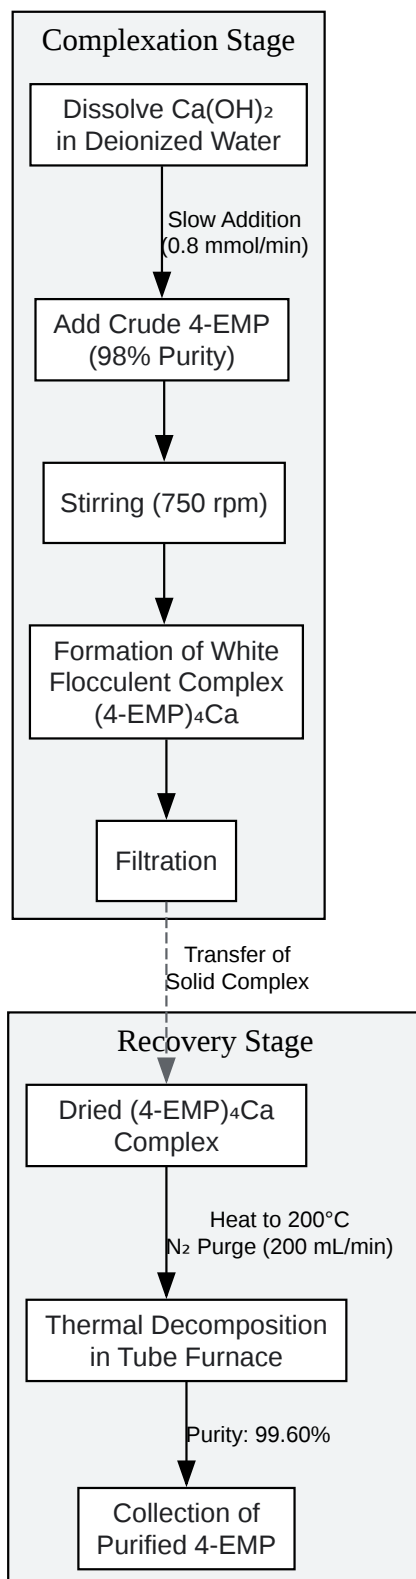 Complexation Stage
Dissolve Ca(OH)₂
in Deionized Water
Slow Addition
(0.8 mmol/min)
Add Crude 4-EMP
(98% Purity)
Stirring (750 rpm)
Formation of White
Flocculent Complex
(4-EMP)₄Ca
Filtration
Transfer of
Solid Complex
Recovery Stage
Dried (4-EMP)₄Ca
Complex
Heat to 200°C
N₂ Purge (200 mL/min)
Thermal Decomposition
in Tube Furnace
Purity: 99.60%
Collection of
Purified 4-EMP